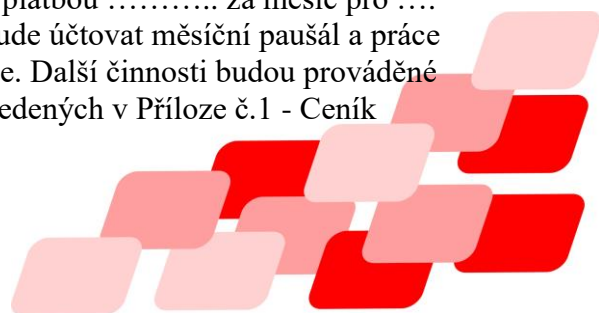 platbou ……….. za měsíc pro ….
ude účtovat měsíční paušál a práce
e. Další činnosti budou prováděné
edených v Příloze č.1 - Ceník